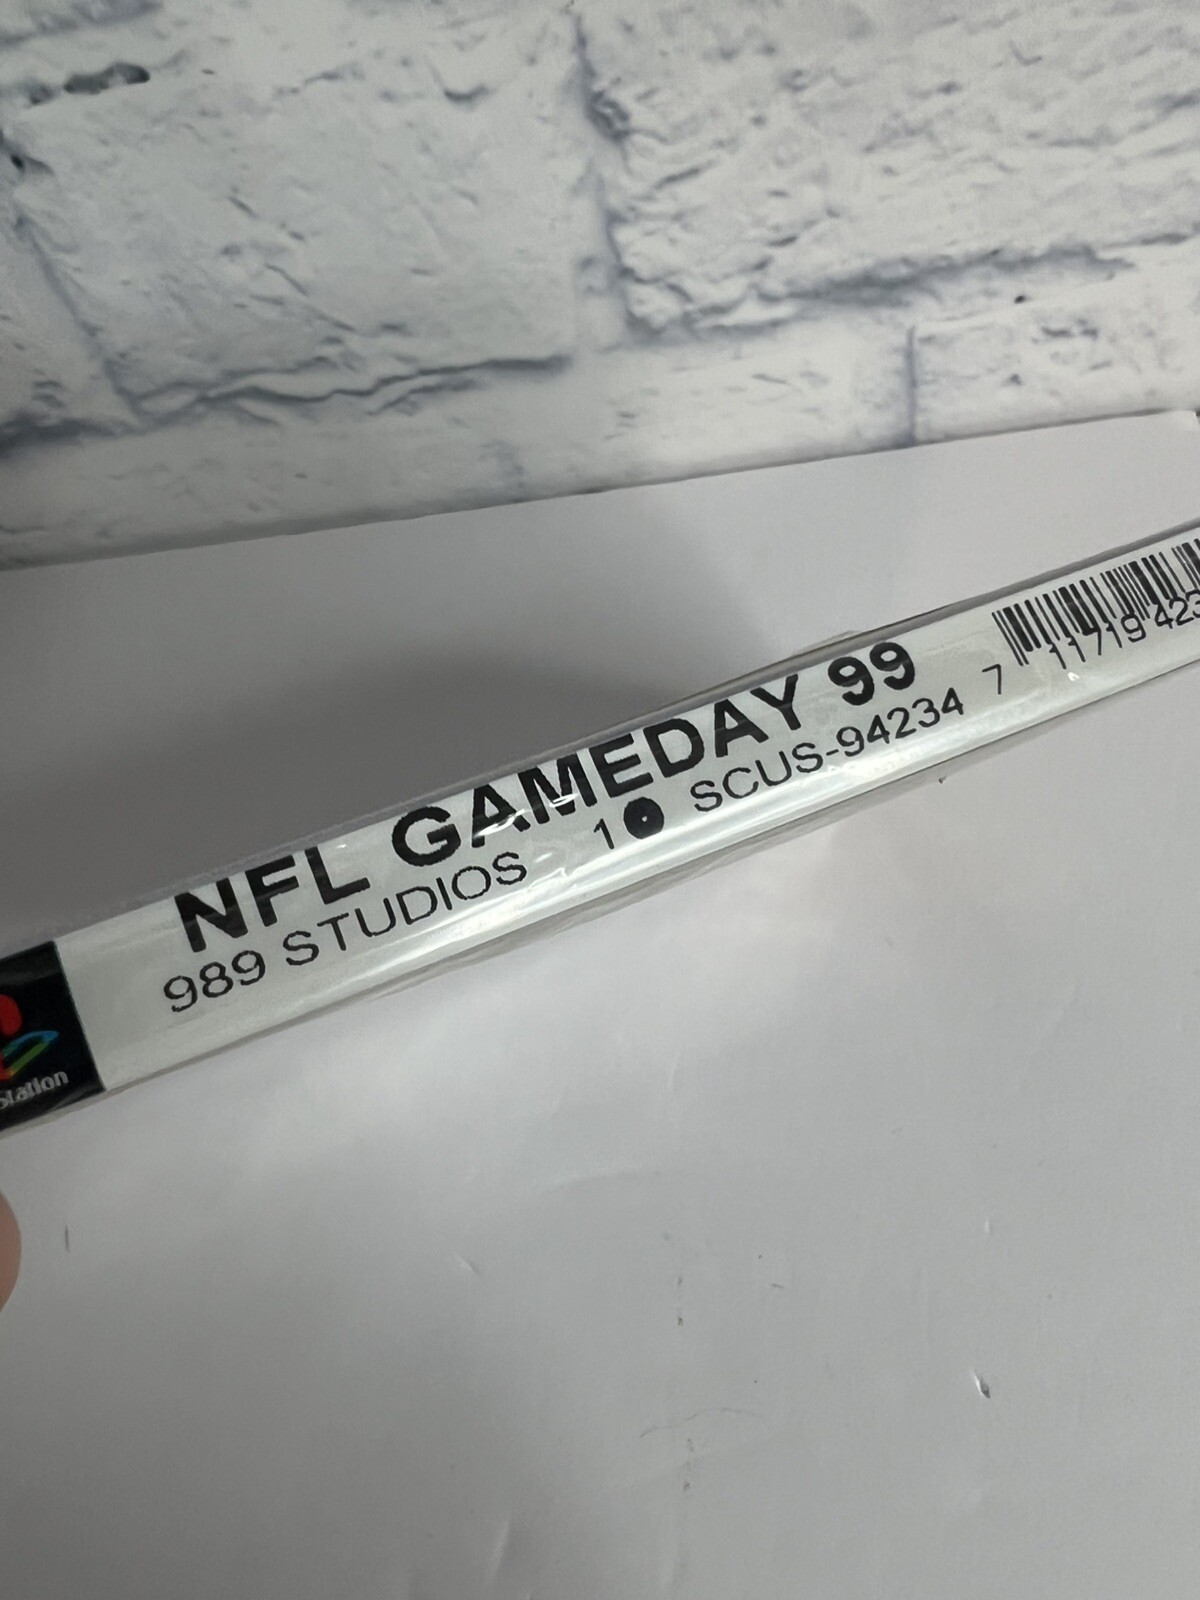 NFL GAMEDAY 99
989 STUDIOS 1 SCUS-94234
7 11719 423